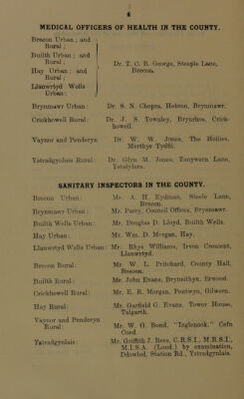 6
MEDICAL OFFICERS OF HEALTH IN THE COUNTY.
Brecon Urban; and
Rural;
Builth Urban; and
Rural;
Hay Urban; and
Rural;
Llanwrtyd Wells
Urban:
Dr. T. C. R. George, Steeple Lane,
Brecon.
Brynmawr Urban: Dr. S. N. Chopra, Hobson, Brynmawr.
Crickhowell Rural: Dr. J. S. Townley, Brynrhos, Crick-
howell.
Vaynor and Penderyn Dr. W. W. Jones, The Hollies,
Merthyr Tydfil.
Ystradgynlais Rural: Dr. Glyn M. Jones, Tonywern Lane,
Ystalyfera.
SANITARY INSPECTORS IN THE COUNTY.
Brecon Urban: Mr. A. H. Rydman, Steele Lane,
Brecon.
Brynmawr Urban: Mr. Parry, Council Offices, Brynmawr.
Builth Wells Urban: Mr. Douglas D. Lloyd, Builth Wells.
Hay Urban: Mr. Wm. D. Morgan, Hay.
Llanwrtyd Wells Urban: Mr. Rhys Williams, Irvon Crescent,
Llanwrtyd.
Brecon Rural: Mr. W. L. Pritchard, County Hall,
Brecon.
Builth Rural: Mr. John Evans, Brynsithyn, Erwood.
Crickhowell Rural: Mr. E. R. Morgan, Pentwyn, Gilwern.
Hay Rural: Mr. Garfield G. Evans, Tower House,
Talgarth.
Vaynor and Penderyn
Rural: Mr. W. G. Bond, "Inglenook," Cefn
Coed.
Ystradgynlais: Mr. Griffith J. Rees, C.R.S.I., M.R.S.I.,
M.I.S.A. (Lond.) by examination,
Ddolwled, Station Rd., Ystradgynlais.